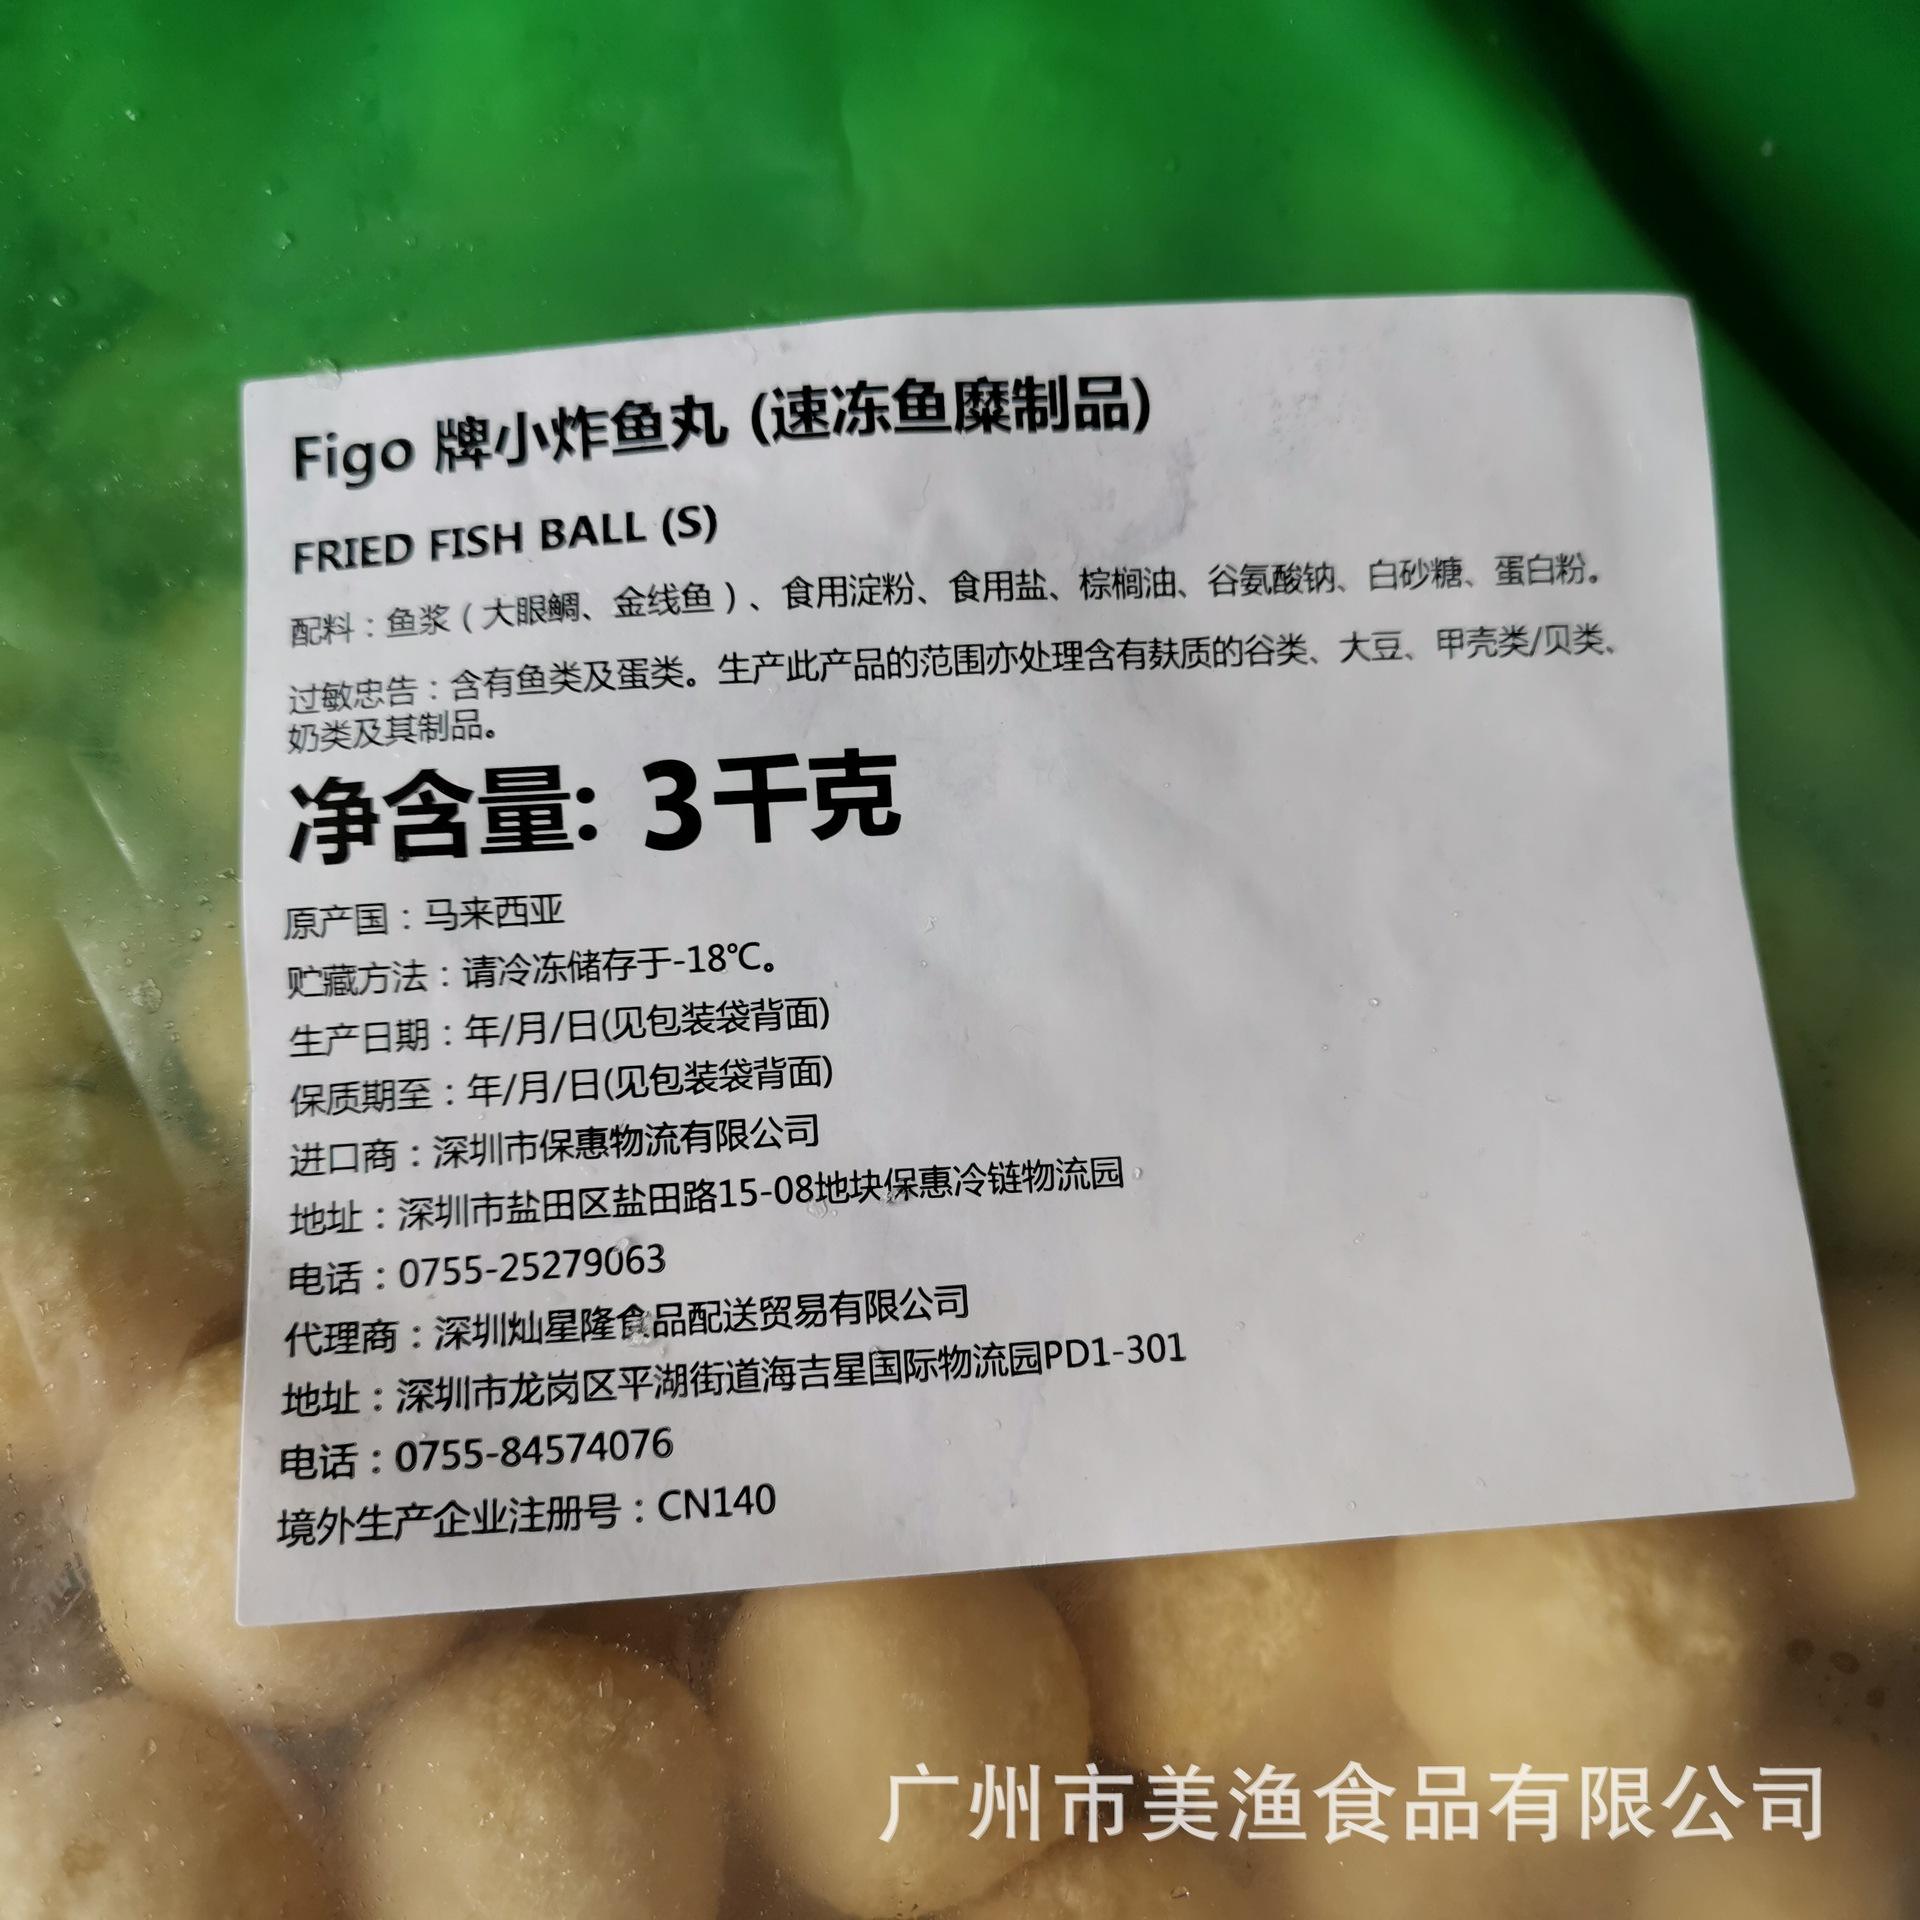 Figo 牌小炸鱼丸 (速冻鱼糜制品)
FRIED FISH BALL (S)
配料：鱼浆（大眼鲷、金线鱼）、食用淀粉、食用盐、棕榈油、谷氨酸钠、白砂糖、蛋白粉。
过敏忠告：含有鱼类及蛋类。生产此产品的范围亦处理含有麸质的谷类、大豆、甲壳类/贝类、
奶类及其制品。
净含量: 3千克
原产国：马来西亚
贮藏方法：请冷冻储存于-18℃。
生产日期：年/月/日(见包装袋背面)
保质期至：年/月/日(见包装袋背面)
进口商：深圳市保惠物流有限公司
地址：深圳市盐田区盐田路15-08地块保惠冷链物流园
电话：0755-25279063
代理商：深圳灿星隆食品配送贸易有限公司
地址：深圳市龙岗区平湖街道海吉星国际物流园PD1-301
电话：0755-84574076
境外生产企业注册号：CN140
广州市美渔食品有限公司